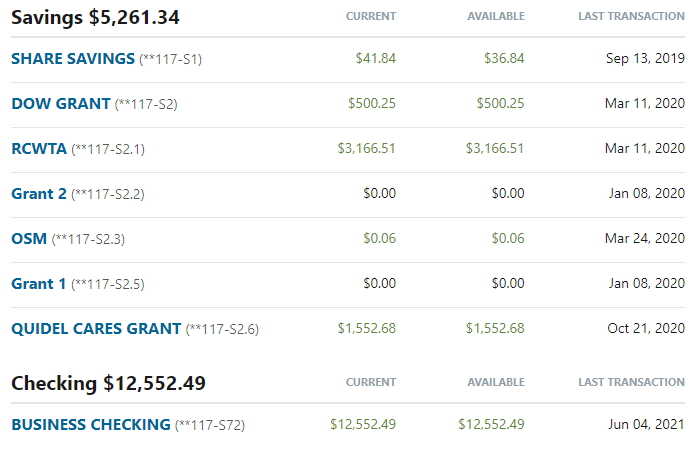 Savings $5,261.34 CURRENT AVAILABLE LAST TRANSACTION
SHARE SAVINGS (**117-S1) $41.84 $36.84 Sep 13, 2019
DOW GRANT (**117-S2) $500.25 $500.25 Mar 11, 2020
RCWTA (**117-S2.1) $3,166.51 $3,166.51 Mar 11, 2020
Grant 2 (**117-S2.2) $0.00 $0.00 Jan 08, 2020
OSM (**117-S2.3) $0.06 $0.06 Mar 24, 2020
Grant 1 (**117-S2.5) $0.00 $0.00 Jan 08, 2020
QUIDEL CARES GRANT (**117-S2.6) $1,552.68 $1,552.68 Oct 21, 2020
Checking $12,552.49 CURRENT AVAILABLE LAST TRANSACTION
BUSINESS CHECKING (**117-S72) $12,552.49 $12,552.49 Jun 04, 2021